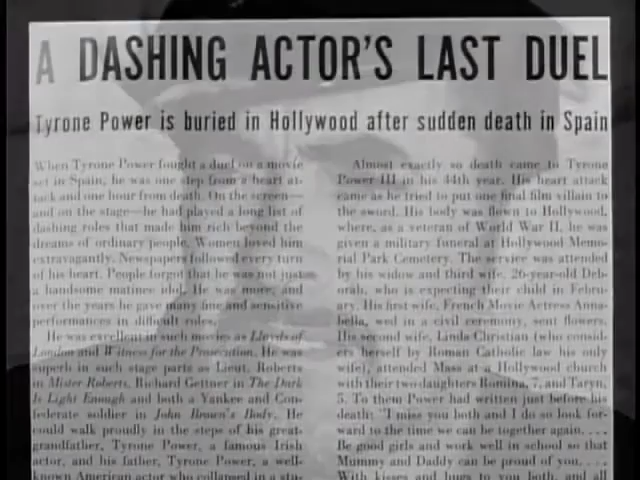 A DASHING ACTOR'S LAST DUEL
Tyrone Power is buried in Hollywood after sudden death in Spain
When Tyrone Power fought a duel on a movie
set in Spain, he was one step from a heart at-
tack and one hour from death. On the screen—
and on the stage—he had played a long list of
dashing roles that made him rich beyond the
dreams of ordinary people. Women loved him
extravagantly. Newspapers followed every turn
of his heart. People forgot that he was not just
a handsome matinee idol. He was more, and
over the years he gave many fine and sensitive
performances in difficult roles.
He was excellent in such movies as Lloyds of
London and Witness for the Prosecution. He was
superb in such stage parts as Lieut. Roberts
in Mister Roberts, Richard Gettner in The Dark
Is Light Enough and both a Yankee and Con-
federate soldier in John Brown's Body. He
could walk proudly in the steps of his great-
grandfather, Tyrone Power, a famous Irish
actor, and his father, Tyrone Power, a well-
known American actor who collapsed in a stu-
Almost exactly so death came to Tyrone
Power III in his 44th year. His heart attack
came as he tried to put one final film villain to
the sword. His body was flown to Hollywood,
where, as a veteran of World War II, he was
given a military funeral at Hollywood Memo-
rial Park Cemetery. The service was attended
by his widow and third wife, 26-year-old Deb-
orah, who is expecting their child in Febru-
ary. His first wife, French Movie Actress Anna-
bella, wed in a civil ceremony, sent flowers.
His second wife, Linda Christian (who consid-
ers herself by Roman Catholic law his only
wife), attended Mass at a Hollywood church
with their two daughters Romina, 7, and Taryn,
5. To them Power had written just before his
death: "I miss you both and I do so look for-
ward to the time we can be together again. . . .
Be good girls and work well in school so that
Mummy and Daddy can be proud of you. . . .
With kisses and hugs to you both, and all